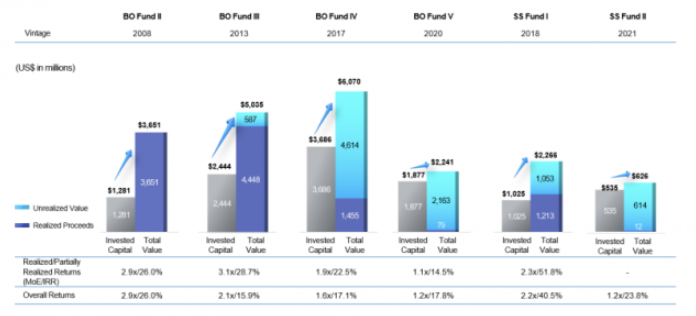 BO Fund II BO Fund III BO Fund IV BO Fund V SS Fund I SS Fund II
Vintage 2008 2013 2017 2020 2018 2021
(US$ in millions)
$6,070
$5,035
587
$3,651
$3,686
4,614
$2,444
$2,241
$2,266
$1,281
3,651
4,448
$1,877
$1,025
1,053
$535
$626
3,686
2,163
2,444
1,455
1,877
1,025
1,213
535
614
1,281
79
12
Unrealized Value
Realized Proceeds
Invested Total Invested Total Invested Total Invested Total Invested Total Invested Total
Capital Value Capital Value Capital Value Capital Value Capital Value Capital Value
Realized/Partially
Realized Returns 2.9x/26.0% 3.1x/28.7% 1.9x/22.5% 1.1x/14.5% 2.3x/51.8% -
(MoE/IRR)
Overall Returns 2.9x/26.0% 2.1x/15.9% 1.6x/17.1% 1.2x/17.8% 2.2x/40.5% 1.2x/23.8%